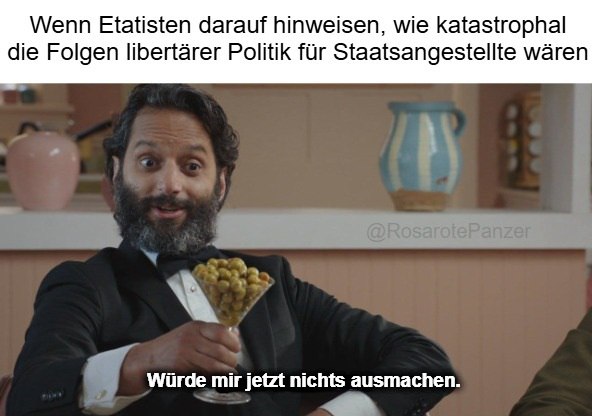 Wenn Etatisten darauf hinweisen, wie katastrophal
die Folgen libertärer Politik für Staatsangestellte wären
@RosarotePanzer
Würde mir jetzt nichts ausmachen.